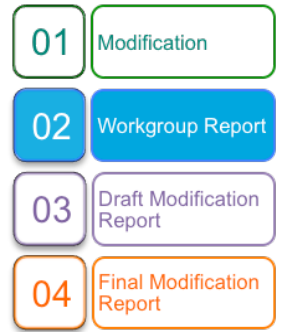 01
Modification
02
Workgroup Report
03
Draft Modification
Report
04
Final Modification
Report